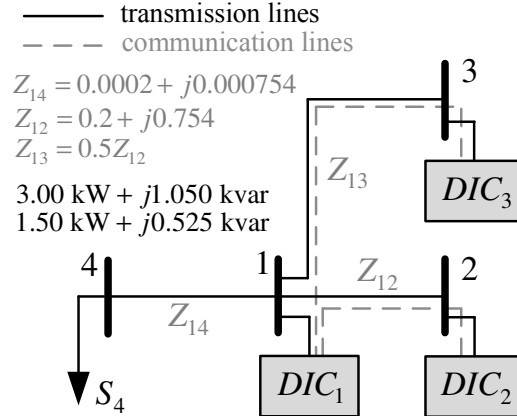 transmission lines
communication lines
Z₁₄ = 0.0002 + j0.000754
Z₁₂ = 0.2 + j0.754
Z₁₃ = 0.5Z₁₂
3.00 kW + j1.050 kvar
1.50 kW + j0.525 kvar
3
Z₁₃
DIC₃
4
1
Z₁₂
2
Z₁₄
S₄
DIC₁
DIC₂